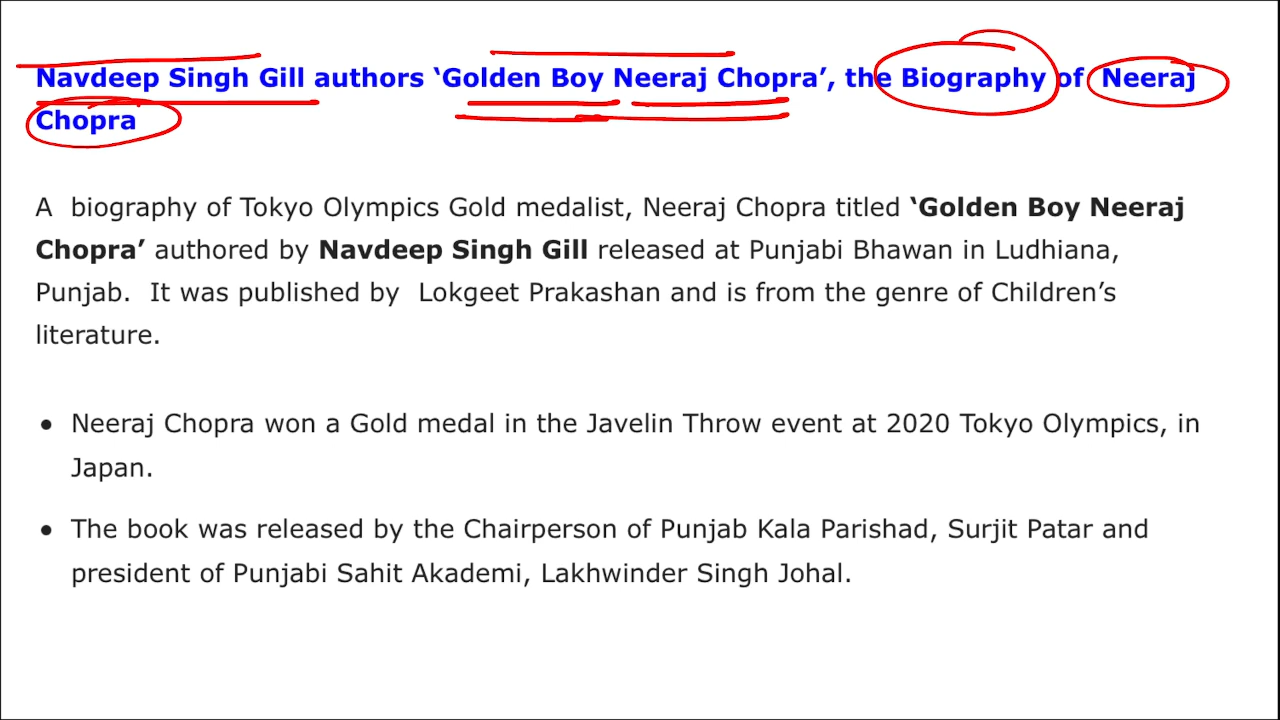 Navdeep Singh Gill authors ‘Golden Boy Neeraj Chopra’, the Biography of Neeraj
Chopra
A biography of Tokyo Olympics Gold medalist, Neeraj Chopra titled ‘Golden Boy Neeraj
Chopra’ authored by Navdeep Singh Gill released at Punjabi Bhawan in Ludhiana,
Punjab. It was published by Lokgeet Prakashan and is from the genre of Children’s
literature.
● Neeraj Chopra won a Gold medal in the Javelin Throw event at 2020 Tokyo Olympics, in
Japan.
● The book was released by the Chairperson of Punjab Kala Parishad, Surjit Patar and
president of Punjabi Sahit Akademi, Lakhwinder Singh Johal.